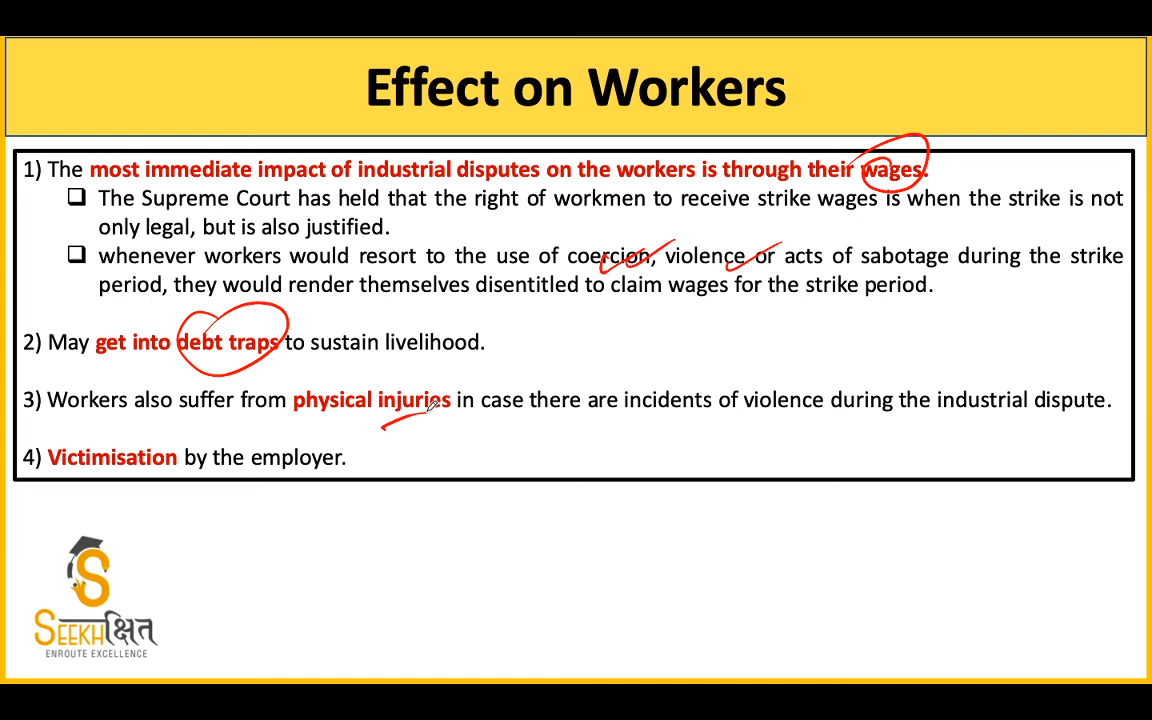 Effect on Workers
1) The most immediate impact of industrial disputes on the workers is through their wages.
❑ The Supreme Court has held that the right of workmen to receive strike wages is when the strike is not
only legal, but is also justified.
❑ whenever workers would resort to the use of coercion, violence or acts of sabotage during the strike
period, they would render themselves disentitled to claim wages for the strike period.
2) May get into debt traps to sustain livelihood.
3) Workers also suffer from physical injuries in case there are incidents of violence during the industrial dispute.
4) Victimisation by the employer.
SEEKHक्षित
ENROUTE EXCELLENCE